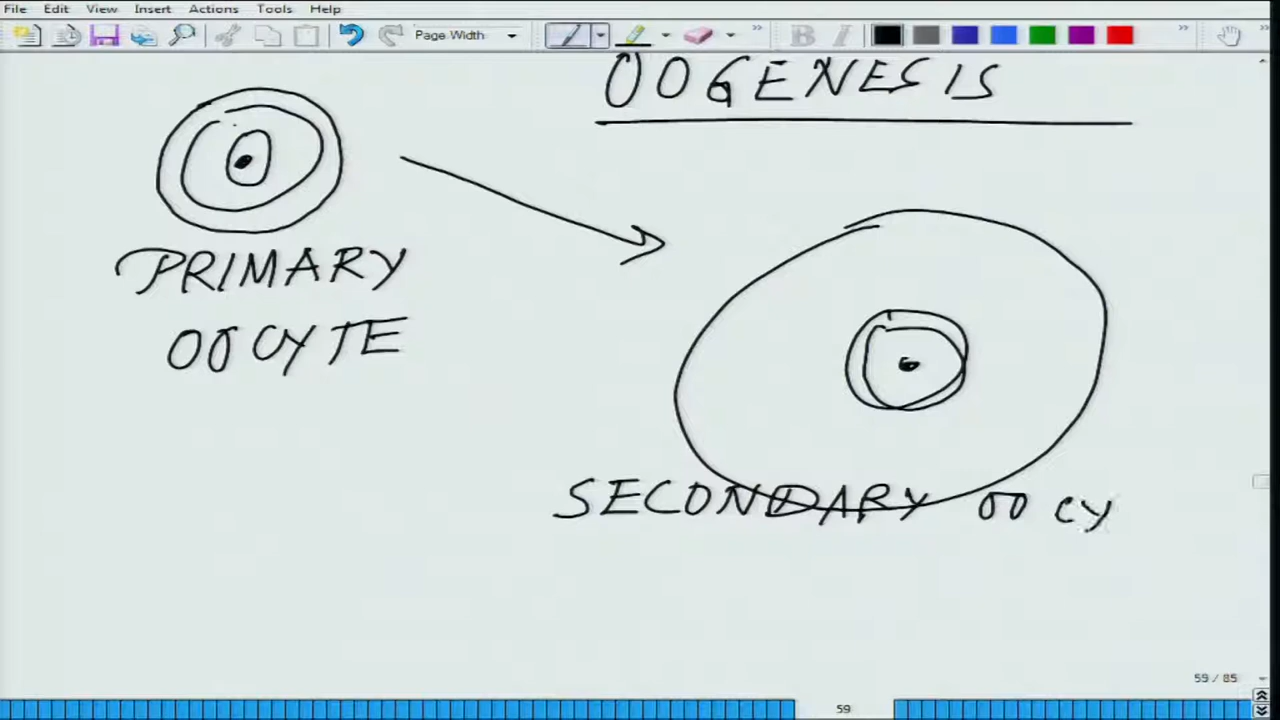 File Edit View Insert Actions Tools Help
Page Width
OOGENESIS
PRIMARY
OOCYTE
SECONDARY OOCY
59 / 85
59